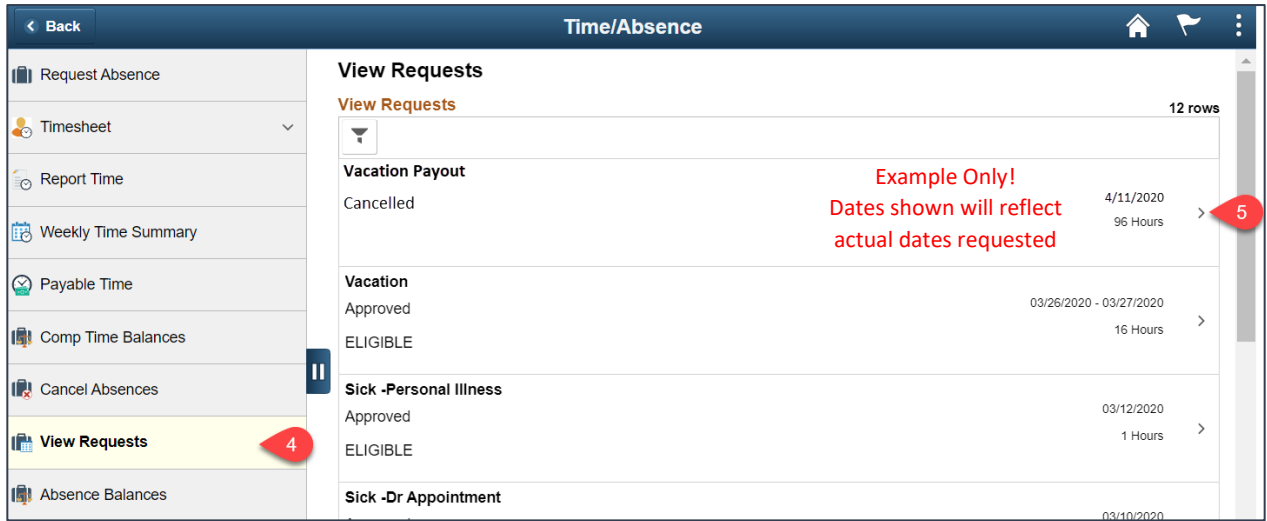 Back
Time/Absence
Request Absence
Timesheet
Report Time
Weekly Time Summary
Payable Time
Comp Time Balances
Cancel Absences
View Requests
4
Absence Balances
View Requests
View Requests
12 rows
Vacation Payout
Cancelled
Example Only!
Dates shown will reflect
actual dates requested
4/11/2020
96 Hours
5
Vacation
Approved
ELIGIBLE
03/26/2020 - 03/27/2020
16 Hours
Sick -Personal Illness
Approved
ELIGIBLE
03/12/2020
1 Hours
Sick -Dr Appointment
03/10/2020